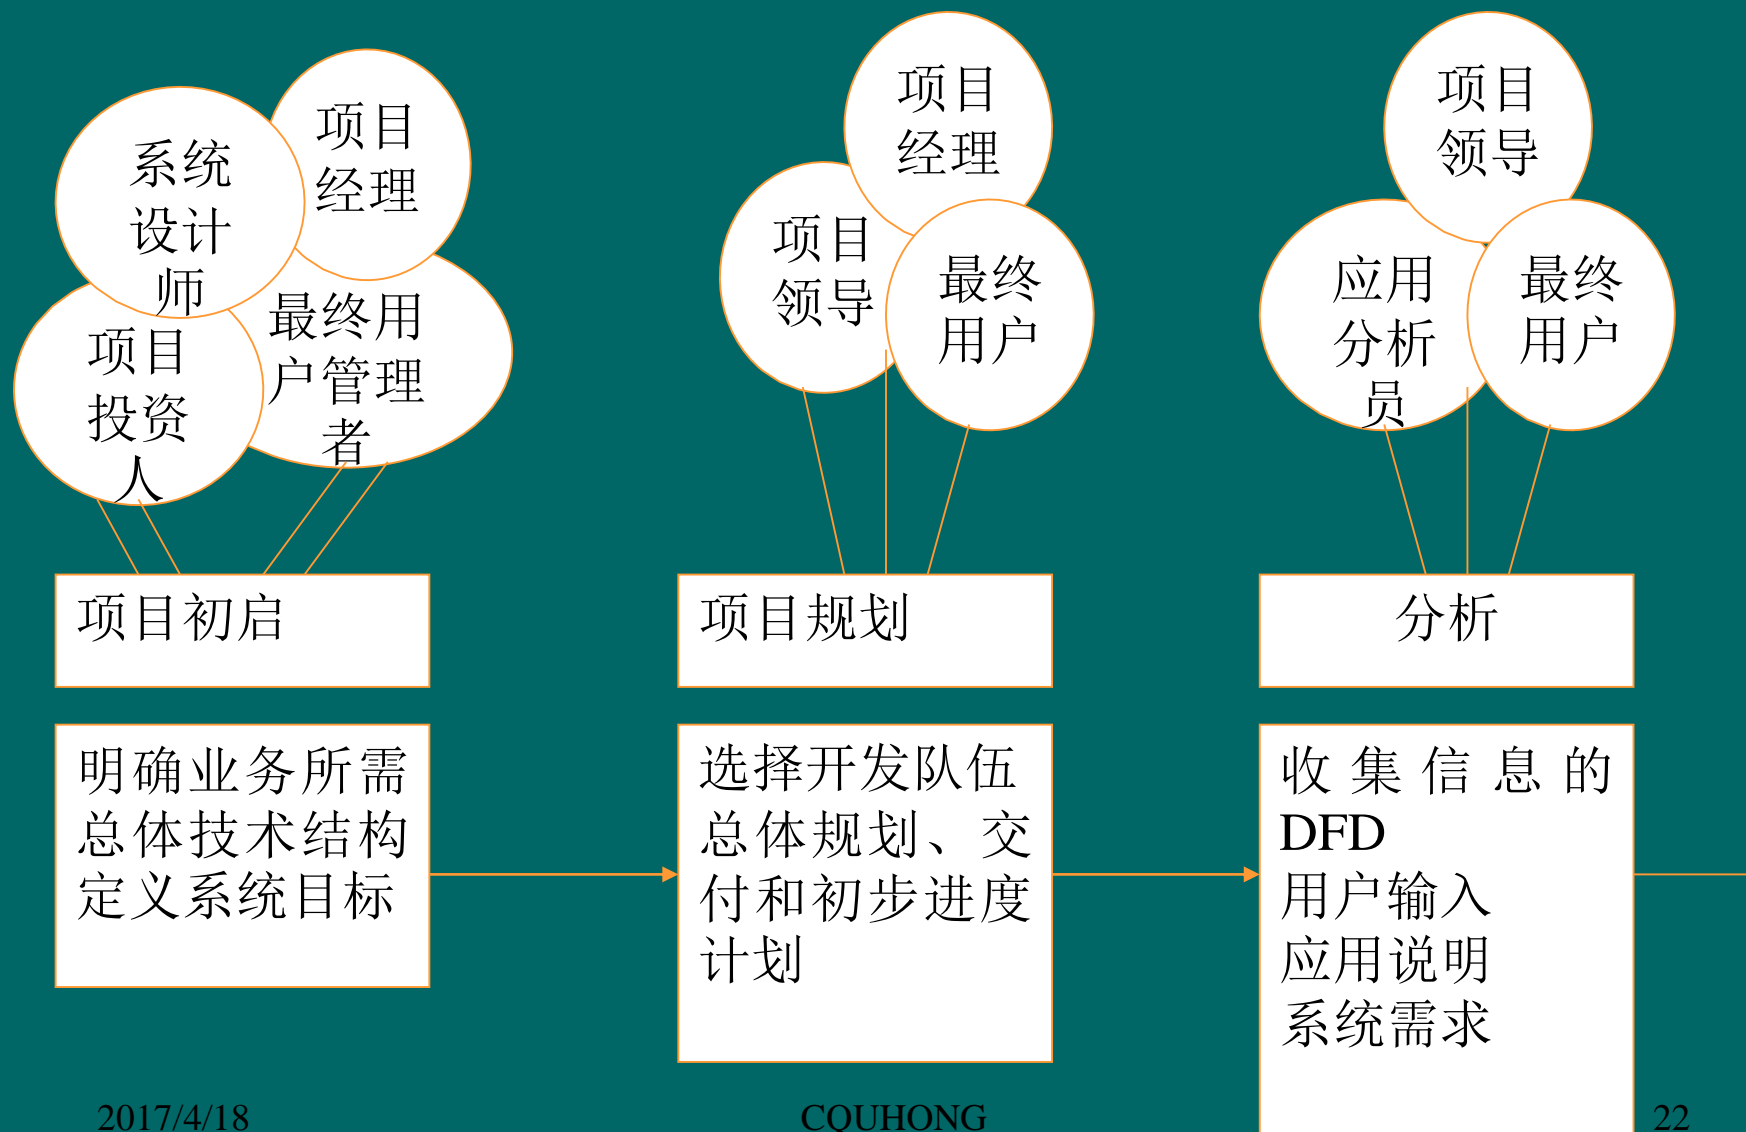 系统
设计
师
项目
经理
项目
投资
人
最终用
户管理
者
项目
经理
项目
领导
最终
用户
项目
领导
应用
分析
员
最终
用户
项目初启
项目规划
分析
明确业务所需
总体技术结构
定义系统目标
选择开发队伍
总体规划、交
付和初步进度
计划
收集信息的
DFD
用户输入
应用说明
系统需求
2017/4/18
CQUHONG
22